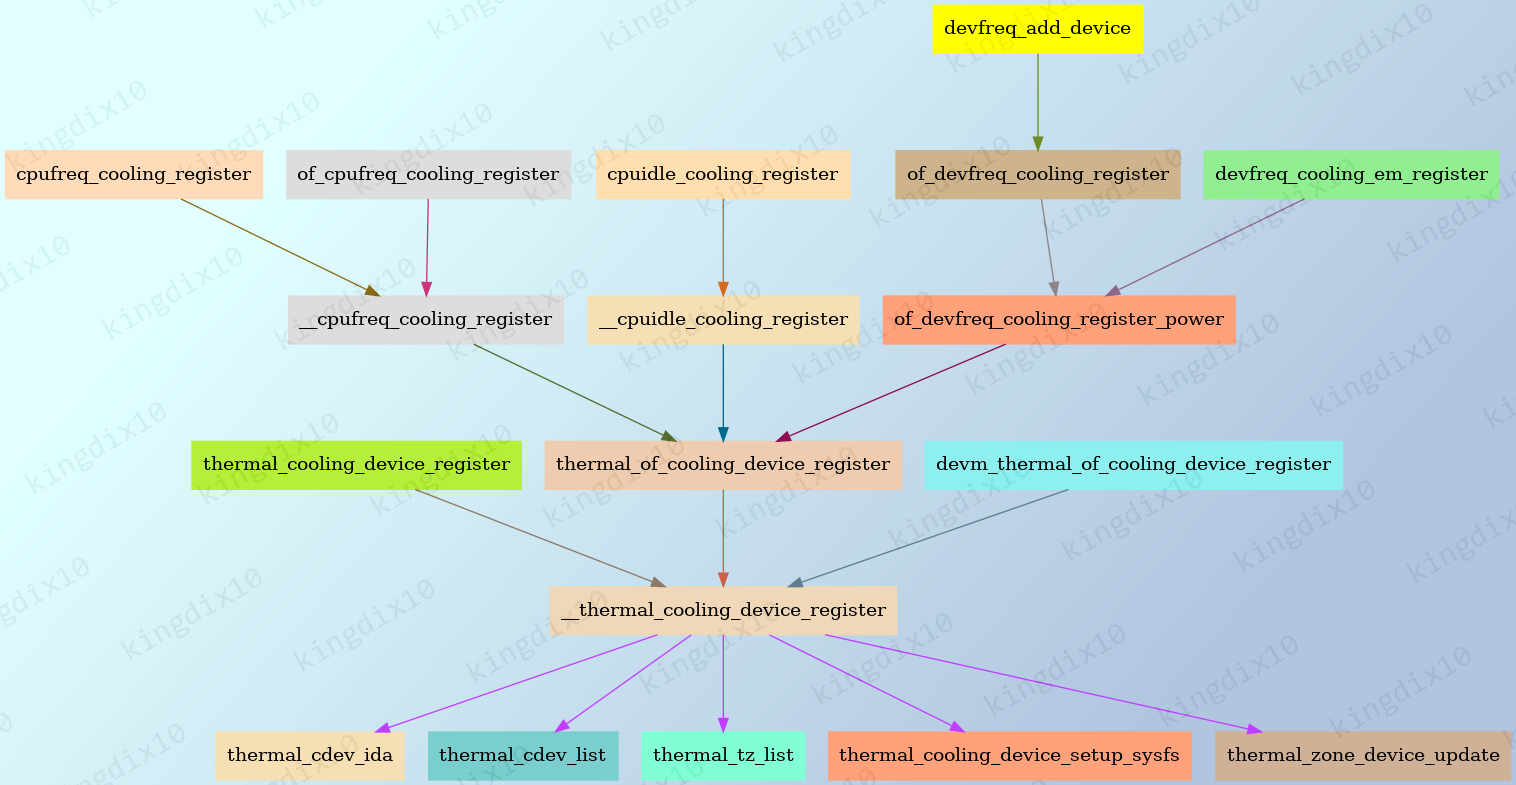 devfreq_add_device
cpufreq_cooling_register
of_cpufreq_cooling_register
cpuidle_cooling_register
of_devfreq_cooling_register
devfreq_cooling_em_register
__cpufreq_cooling_register
__cpuidle_cooling_register
of_devfreq_cooling_register_power
thermal_cooling_device_register
thermal_of_cooling_device_register
devm_thermal_of_cooling_device_register
__thermal_cooling_device_register
thermal_cdev_ida
thermal_cdev_list
thermal_tz_list
thermal_cooling_device_setup_sysfs
thermal_zone_device_update
kingdix10